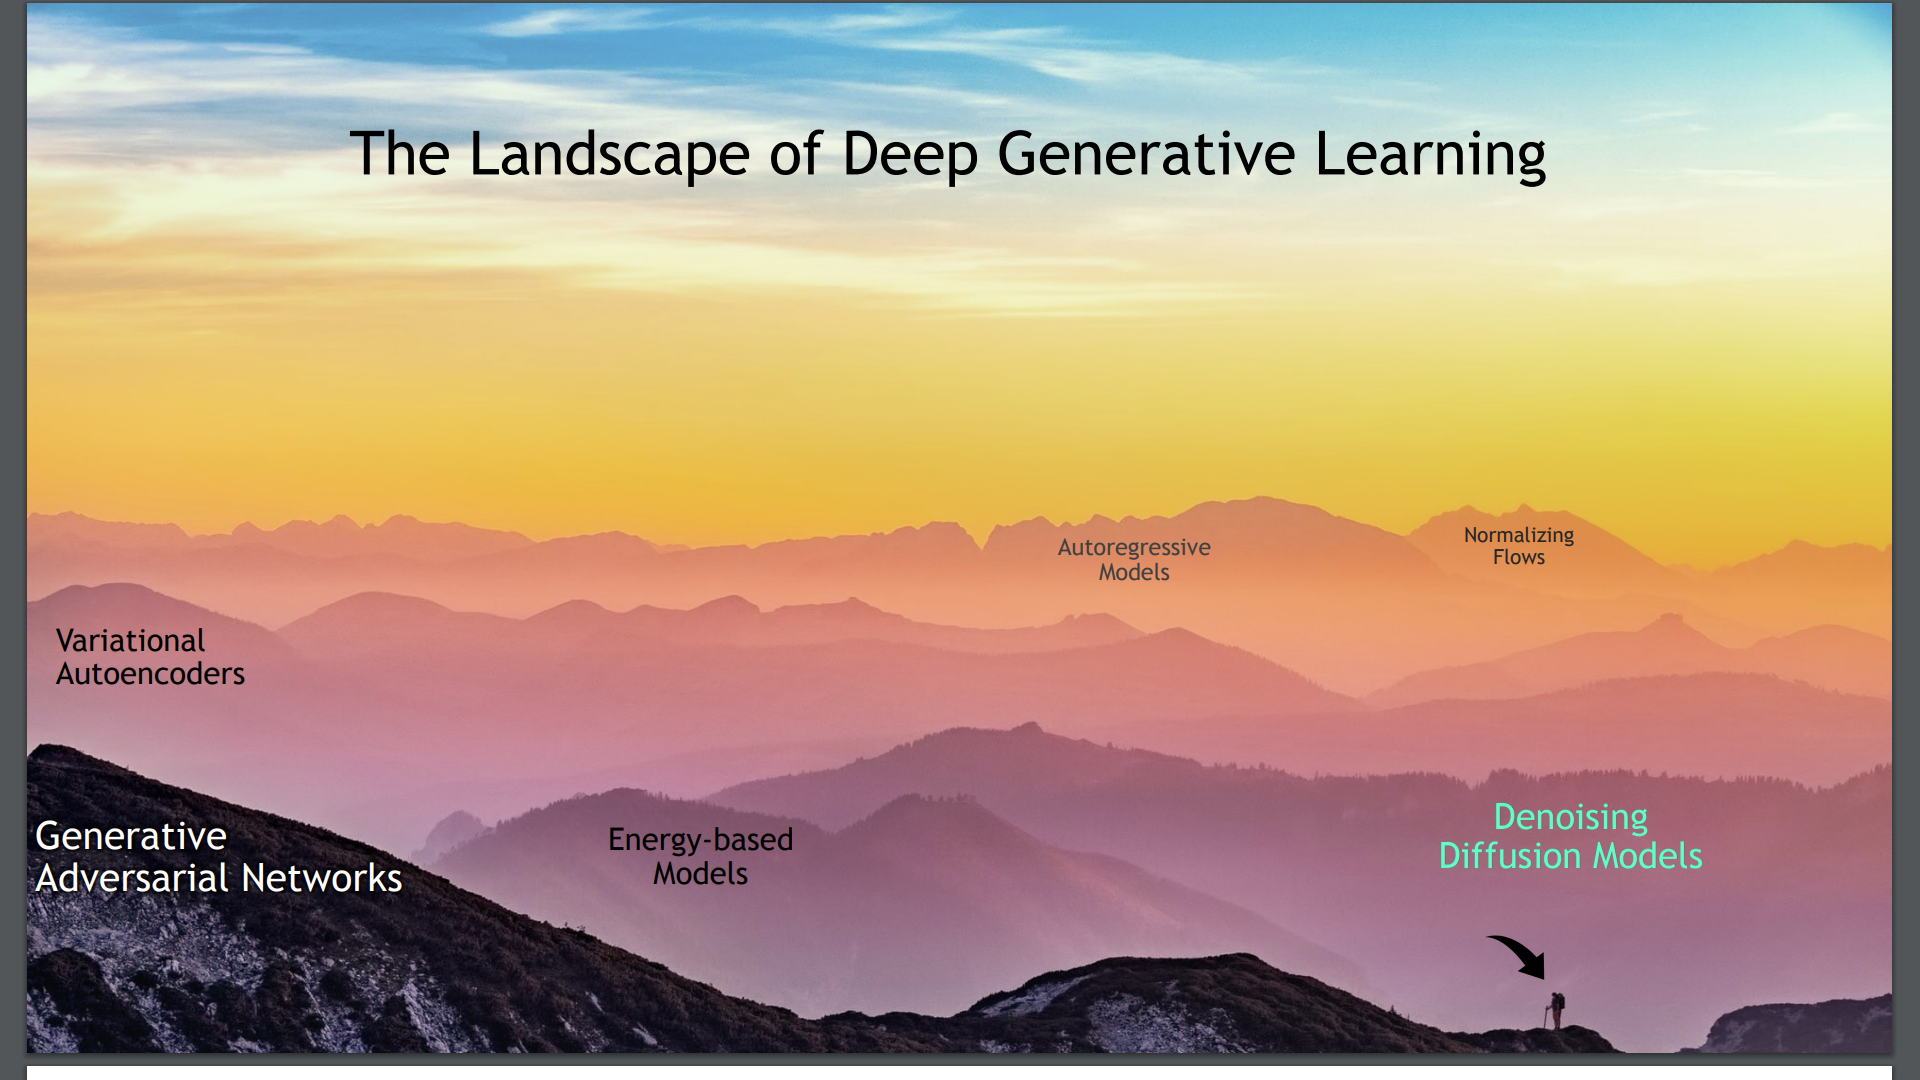 The Landscape of Deep Generative Learning
Autoregressive
Models
Normalizing
Flows
Variational
Autoencoders
Generative
Adversarial Networks
Energy-based
Models
Denoising
Diffusion Models